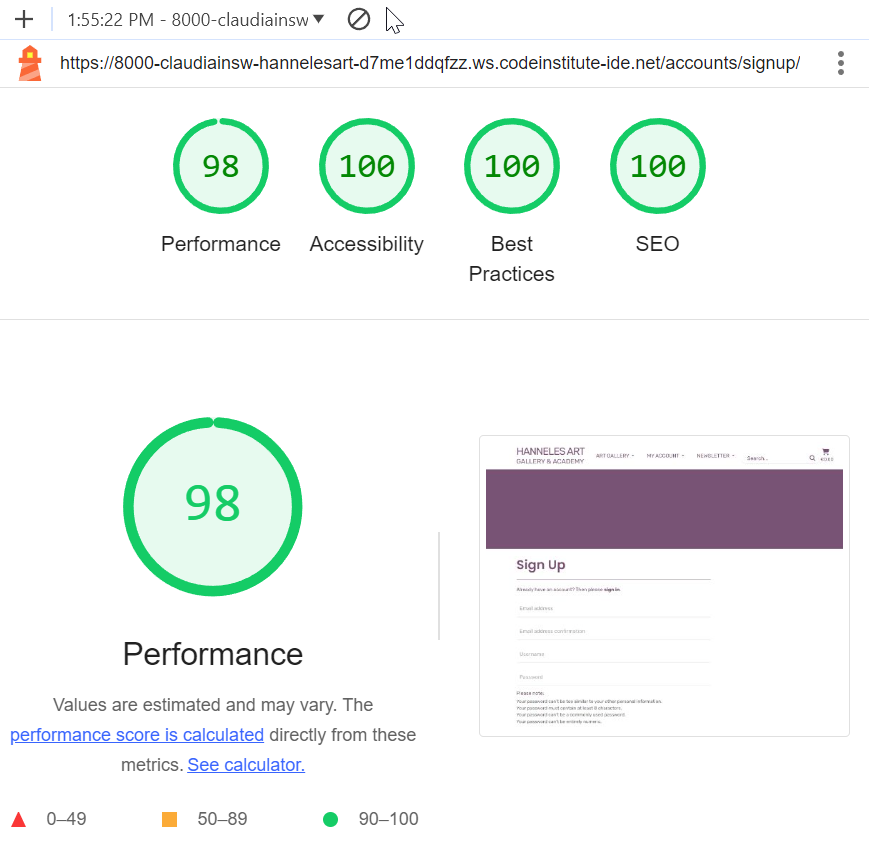 1:55:22 PM - 8000-claudiainsw
https://8000-claudiainsw-hannelesart-d7me1ddqfzz.ws.codeinstitute-ide.net/accounts/signup/
98 100 100 100
Performance Accessibility Best Practices SEO
98
Performance
Values are estimated and may vary. The
performance score is calculated directly from these
metrics. See calculator.
0–49 50–89 90–100
HANNELES ART
GALLERY & ACADEMY
ART GALLERY MY ACCOUNT NEWSLETTER Search...
Sign Up
Already have an account? Then please sign in.
Email address
Email address confirmation
Username
Password
Please note:
Your password can't be too similar to your other personal information.
Your password must contain at least 8 characters.
Your password can't be a commonly used password.
Your password can't be entirely numeric.